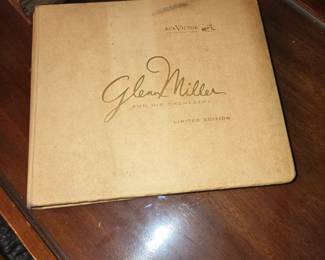 RCA VICTOR
Glenn Miller
AND HIS ORCHESTRA
LIMITED EDITION